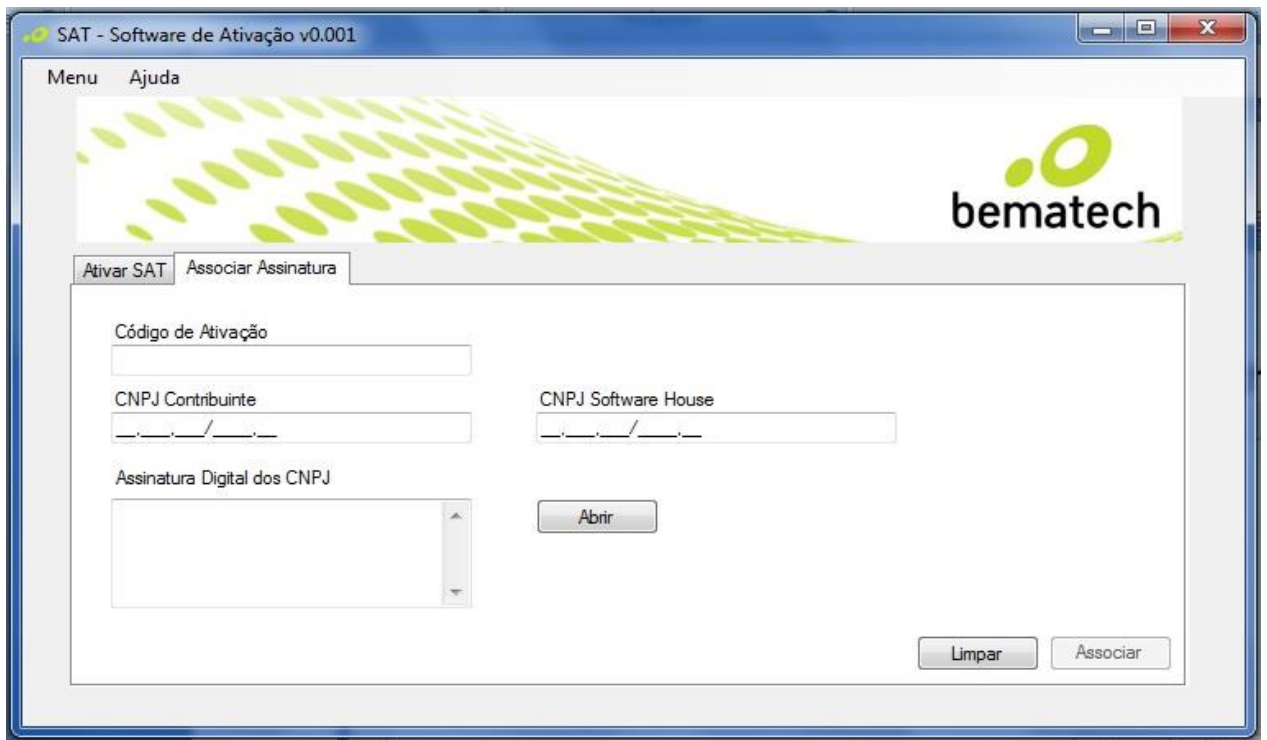 SAT - Software de Ativação v0.001
Menu Ajuda
bematech
Ativar SAT Associar Assinatura
Código de Ativação
CNPJ Contribuinte CNPJ Software House
__.___.___/____.__ __.___.___/____.__
Assinatura Digital dos CNPJ
Abrir
Limpar Associar